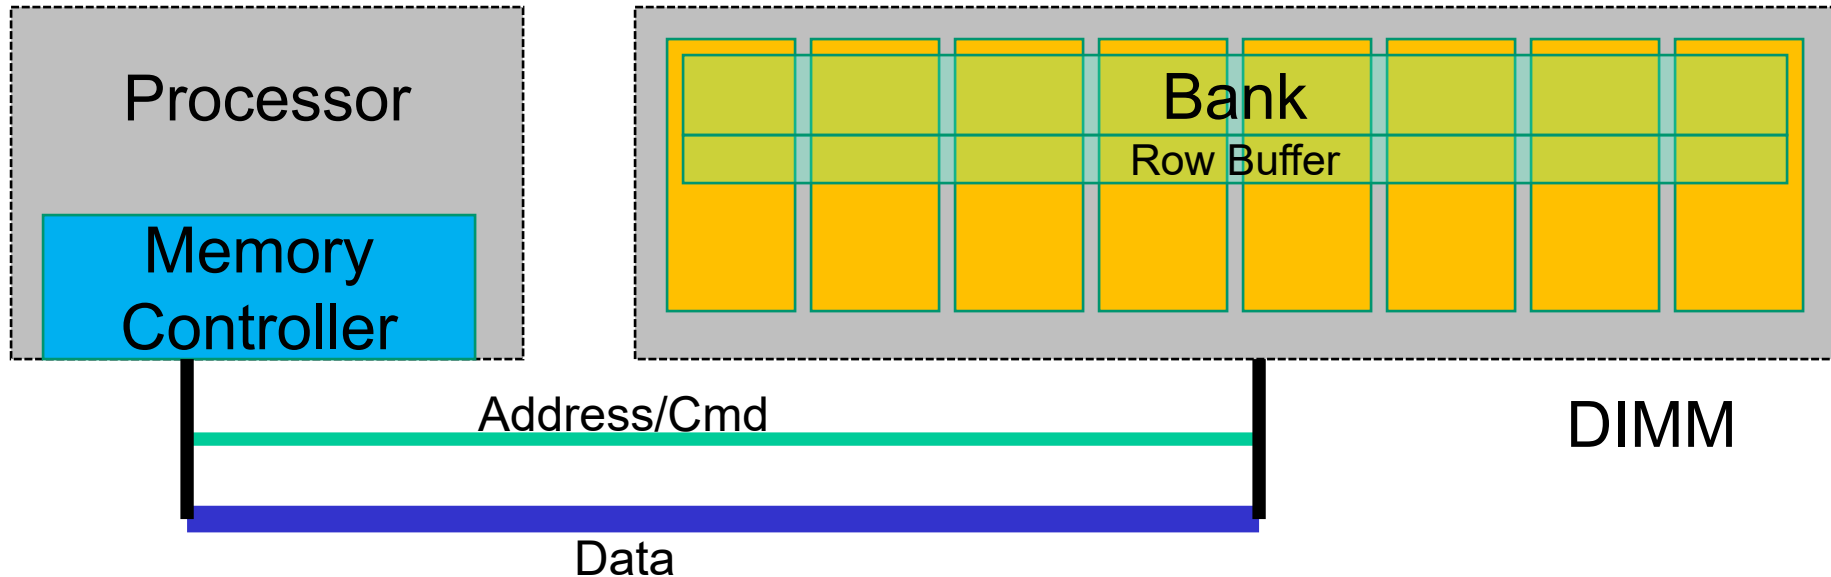 Processor
Memory
Controller
Bank
Row Buffer
Address/Cmd
DIMM
Data